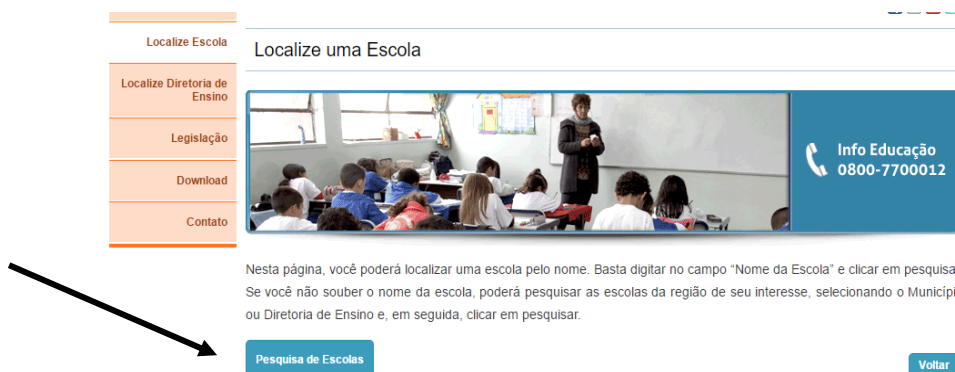 Localize Escola
Localize Diretoria de
Ensino
Legislação
Download
Contato
Localize uma Escola
Info Educação
0800-7700012
Nesta página, você poderá localizar uma escola pelo nome. Basta digitar no campo “Nome da Escola” e clicar em pesquisa
Se você não souber o nome da escola, poderá pesquisar as escolas da região de seu interesse, selecionando o Municípi
ou Diretoria de Ensino e, em seguida, clicar em pesquisar.
Pesquisa de Escolas
Voltar